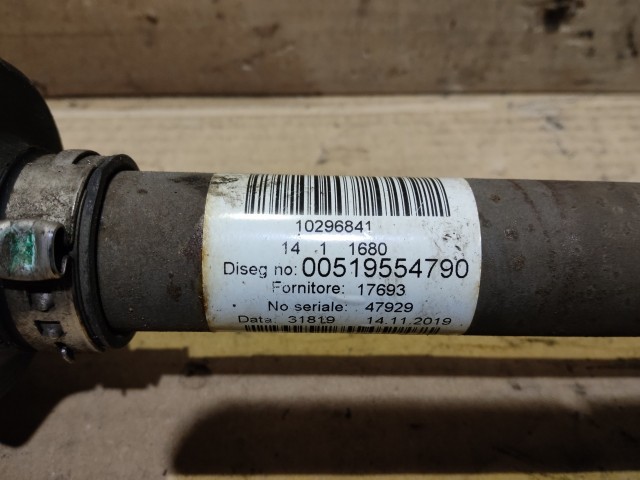 10296841
14 1 1680
Diseg no: 00519554790
Fornitore: 17693
No seriale: 47929
Data 31819 14.11.2019